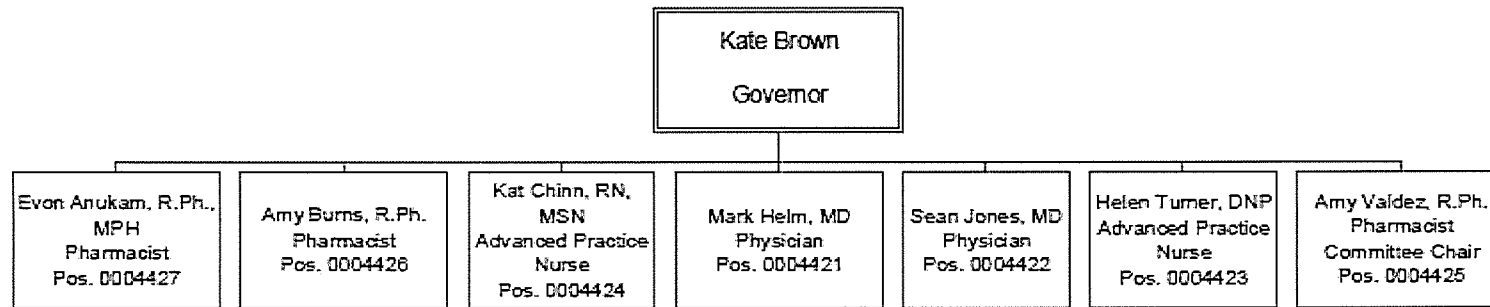 Kate Brown
Governor
Evon Anukam, R.Ph.,
MPH
Pharmacist
Pos. 0004427
Amy Burns, R.Ph.
Pharmacist
Pos. 0004426
Kat Chinn, RN,
MSN
Advanced Practice
Nurse
Pos. 0004424
Mark Helm, MD
Physician
Pos. 0004421
Sean Jones, MD
Physician
Pos. 0004422
Helen Turner, DNP
Advanced Practice
Nurse
Pos. 0004423
Amy Valdez, R.Ph.
Pharmacist
Committee Chair
Pos. 0004425